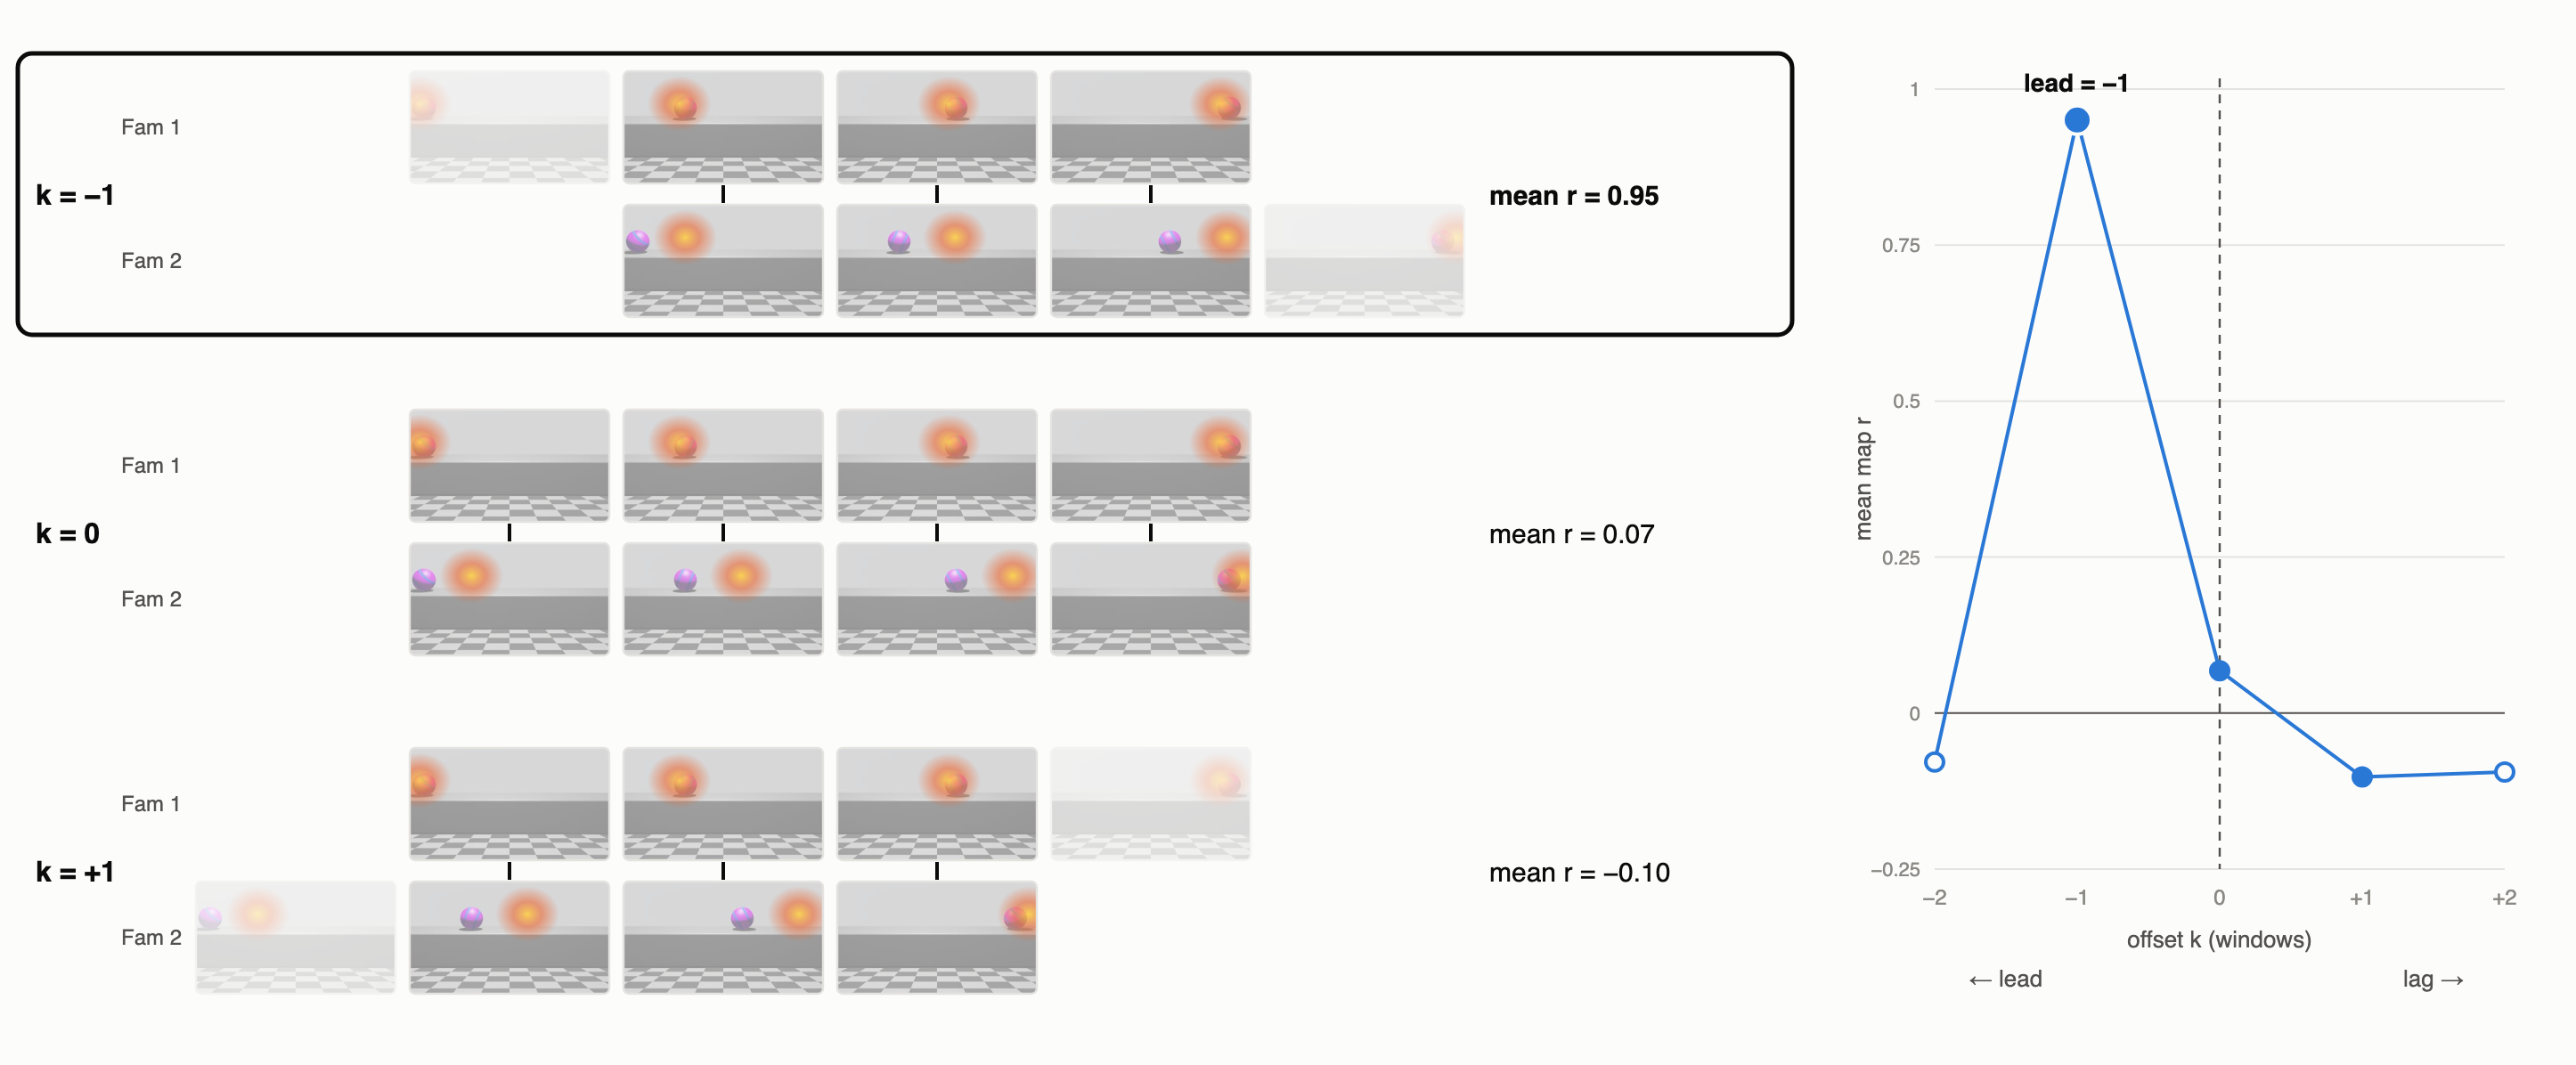 Fam 1
k = −1
mean r = 0.95
Fam 2
Fam 1
k = 0
mean r = 0.07
Fam 2
Fam 1
k = +1
mean r = −0.10
Fam 2
lead = −1
1
0.75
0.5
0.25
0
−0.25
mean map r
−2
−1
0
+1
+2
offset k (windows)
← lead
lag →